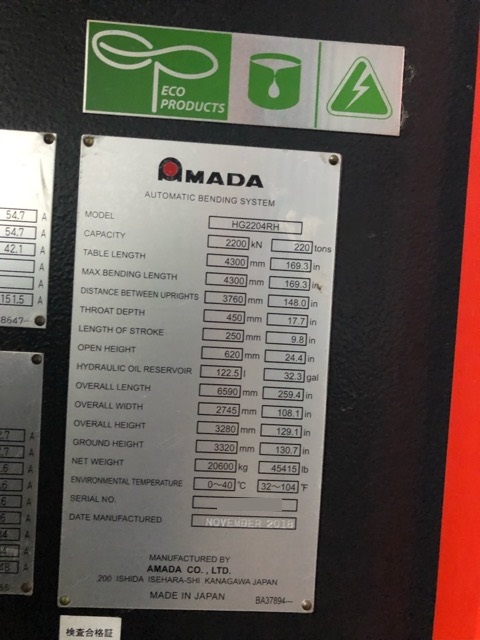 ECO
PRODUCTS
AMADA
AUTOMATIC BENDING SYSTEM
MODEL HG2204RH
CAPACITY 2200 kN 220 tons
TABLE LENGTH 4300 mm 169.3 in
MAX.BENDING LENGTH 4300 mm 169.3 in
DISTANCE BETWEEN UPRIGHTS 3760 mm 148.0 in
THROAT DEPTH 450 mm 17.7 in
LENGTH OF STROKE 250 mm 9.8 in
OPEN HEIGHT 620 mm 24.4 in
HYDRAULIC OIL RESERVOIR 122.5 l 32.3 gal
OVERALL LENGTH 6590 mm 259.4 in
OVERALL WIDTH 2745 mm 108.1 in
OVERALL HEIGHT 3280 mm 129.1 in
GROUND HEIGHT 3320 mm 130.7 in
NET WEIGHT 20600 kg 45415 lb
ENVIRONMENTAL TEMPERATURE 0～40 ℃ 32～104 °F
SERIAL NO.
DATE MANUFACTURED NOVEMBER 2018
MANUFACTURED BY
AMADA CO., LTD.
200 ISHIDA ISEHARA-SHI KANAGAWA JAPAN
MADE IN JAPAN BA37894—
54.7 A
54.7 A
42.1 A
A
A
151.5 A
8647-
A
A
A
A
A
A
A
A
検査合格証